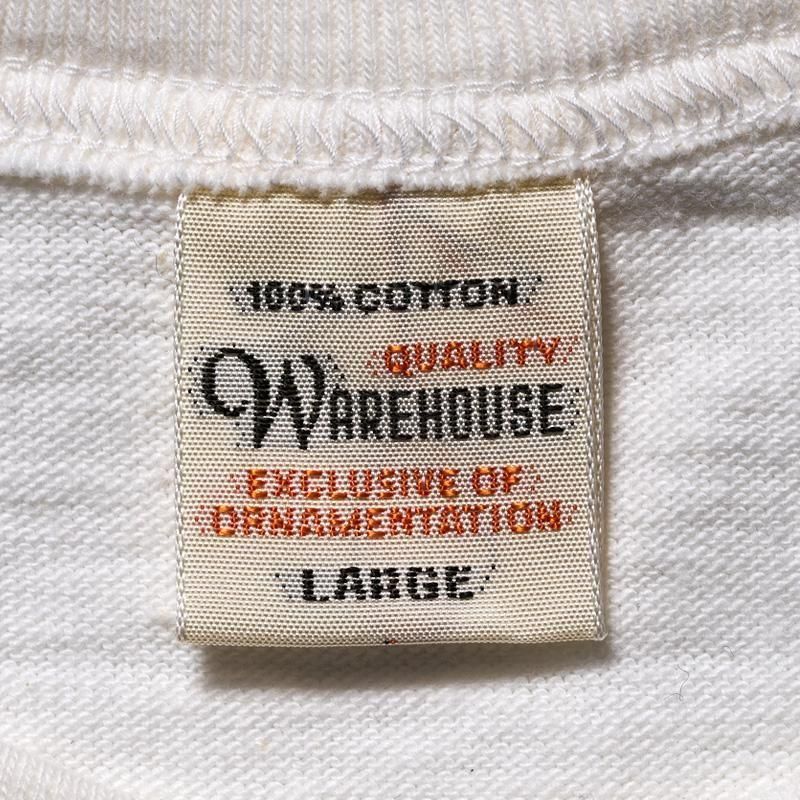 100% COTTON
QUALITY
WAREHOUSE
EXCLUSIVE OF
ORNAMENTATION
LARGE